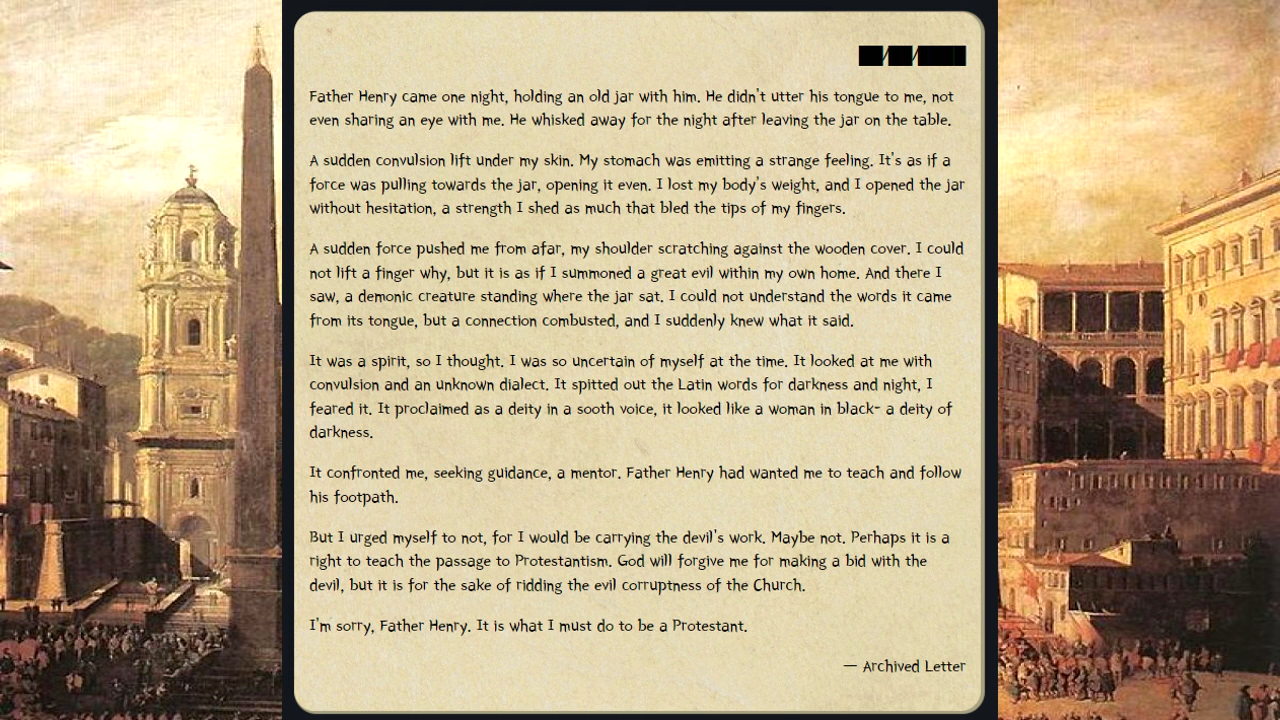 Father Henry came one night, holding an old jar with him. He didn't utter his tongue to me, not
even sharing an eye with me. He whisked away for the night after leaving the jar on the table.
A sudden convulsion lift under my skin. My stomach was emitting a strange feeling. It's as if a
force was pulling towards the jar, opening it even. I lost my body's weight, and I opened the jar
without hesitation, a strength I shed as much that bled the tips of my fingers.
A sudden force pushed me from afar, my shoulder scratching against the wooden cover. I could
not lift a finger why, but it is as if I summoned a great evil within my own home. And there I
saw, a demonic creature standing where the jar sat. I could not understand the words it came
from its tongue, but a connection combusted, and I suddenly knew what it said.
It was a spirit, so I thought. I was so uncertain of myself at the time. It looked at me with
convulsion and an unknown dialect. It spitted out the Latin words for darkness and night, I
feared it. It proclaimed as a deity in a sooth voice, it looked like a woman in black- a deity of
darkness.
It confronted me, seeking guidance, a mentor. Father Henry had wanted me to teach and follow
his footpath.
But I urged myself to not, for I would be carrying the devil's work. Maybe not. Perhaps it is a
right to teach the passage to Protestantism. God will forgive me for making a bid with the
devil, but it is for the sake of ridding the evil corruptness of the Church.
I'm sorry, Father Henry. It is what I must do to be a Protestant.
— Archived Letter